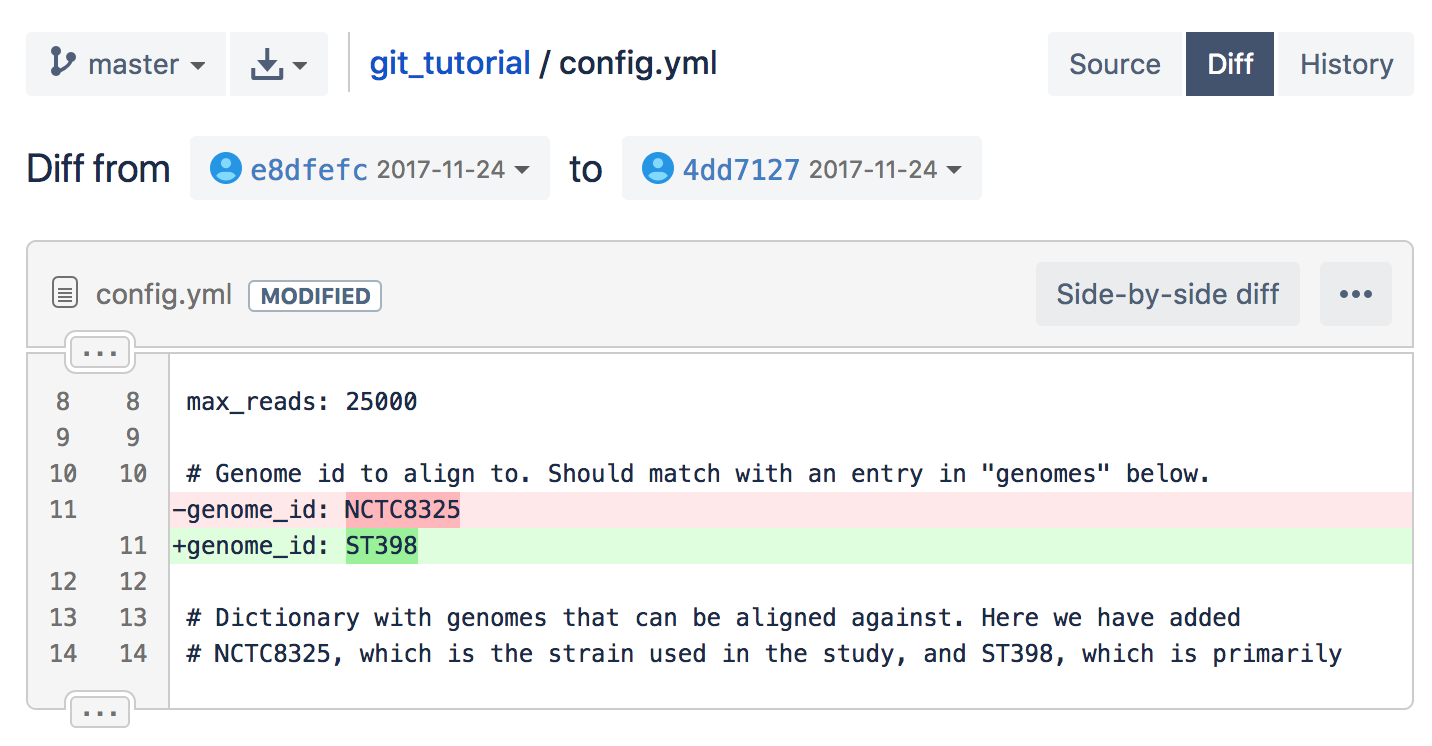 master git_tutorial / config.yml Source Diff History
Diff from e8dfefc 2017-11-24 to 4dd7127 2017-11-24
config.yml MODIFIED Side-by-side diff •••
...
8 8 max_reads: 25000
9 9
10 10 # Genome id to align to. Should match with an entry in "genomes" below.
11 −genome_id: NCTC8325
11 +genome_id: ST398
12 12
13 13 # Dictionary with genomes that can be aligned against. Here we have added
14 14 # NCTC8325, which is the strain used in the study, and ST398, which is primarily
...